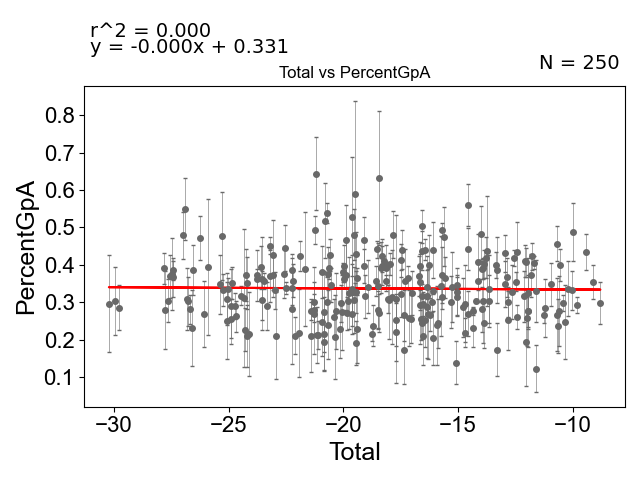 r^2 = 0.000
y = -0.000x + 0.331
N = 250
Total vs PercentGpA
PercentGpA
0.8
0.7
0.6
0.5
0.4
0.3
0.2
0.1
−30 −25 −20 −15 −10
Total